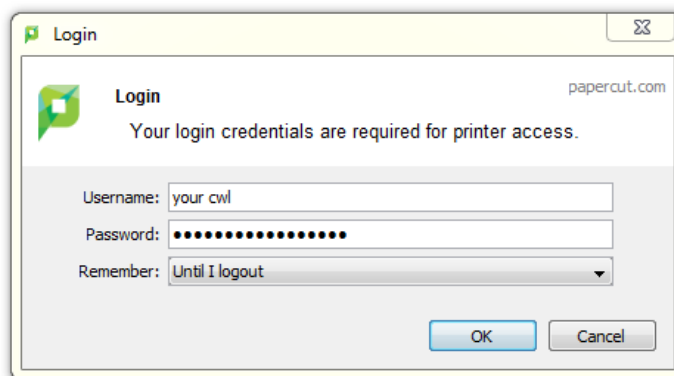 Login
papercut.com
Login
Your login credentials are required for printer access.
Username: your cwl
Password: •••••••••••••••••
Remember: Until I logout
OK Cancel